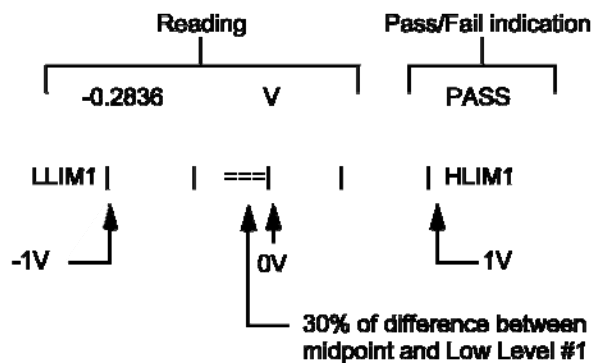 Reading Pass/Fail indication
-0.2836 V PASS
LLIM1 | | ===| | | HLIM1
-1V 0V 1V
30% of difference between
midpoint and Low Level #1